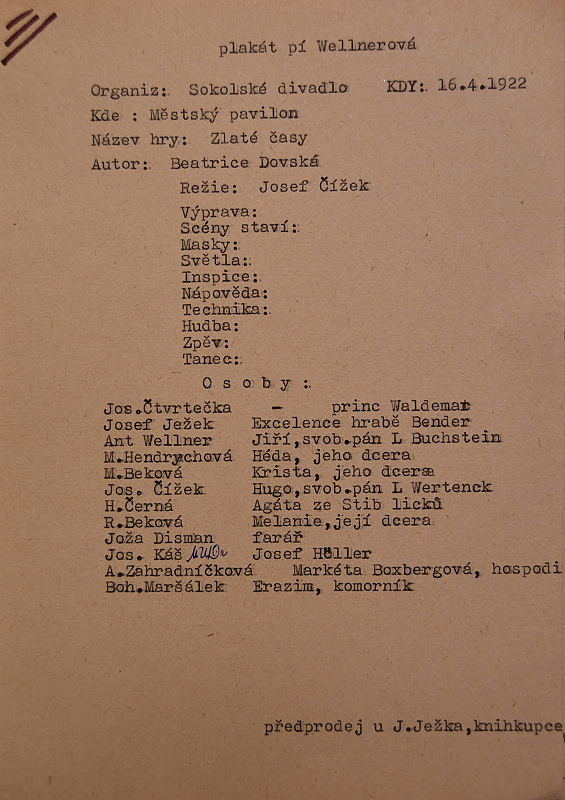 plakát pí Wellnerová
Organiz: Sokolské divadlo KDY: 16.4.1922
Kde : Městský pavilon
Název hry: Zlaté časy
Autor: Beatrice Dovská
Režie: Josef Čížek
Výprava:
Scény staví:
Masky:
Světla:
Inspice:
Nápověda:
Technika:
Hudba:
Zpěv:
Tanec:
O s o b y :
Jos.Čtvrtečka – princ Waldemar
Josef Ježek Excelence hrabě Bender
Ant Wellner Jiří,svob.pán L Buchstein
M.Hendrychová Héda, jeho dcera
M.Beková Krista, jeho dcera
Jos. Čížek Hugo,svob.pán L Wertenck
H.Černá Agáta ze Stib licků
R.Beková Melanie,její dcera
Joža Disman farář
Jos. Káš Josef Höller
A.Zahradníčková Markéta Boxbergová, hospodi
Boh.Maršálek Erazim, komorník
předprodej u J.Ježka,knihkupce